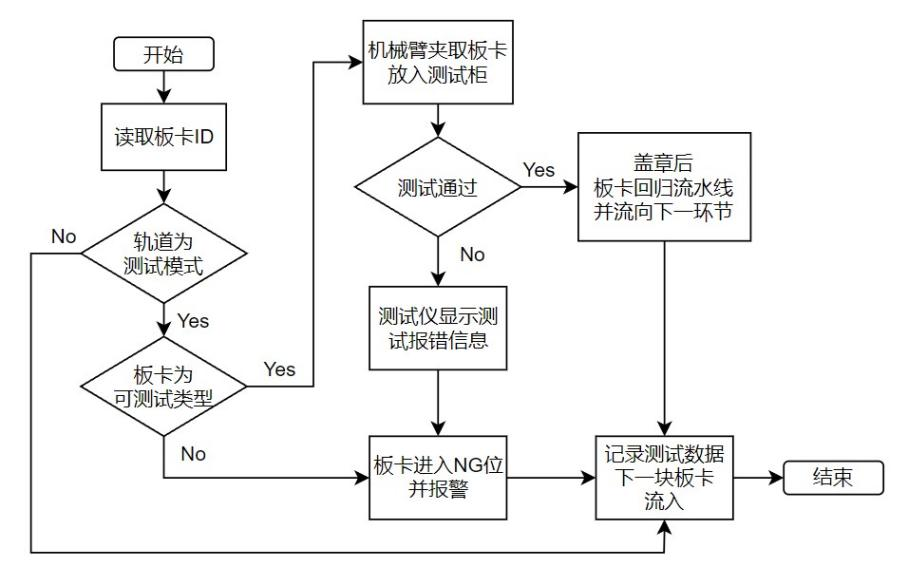 开始
读取板卡ID
轨道为
测试模式
No
Yes
板卡为
可测试类型
Yes
No
机械臂夹取板卡
放入测试柜
测试通过
Yes
No
盖章后
板卡回归流水线
并流向下一环节
测试仪显示测
试报错信息
板卡进入NG位
并报警
记录测试数据
下一块板卡
流入
结束